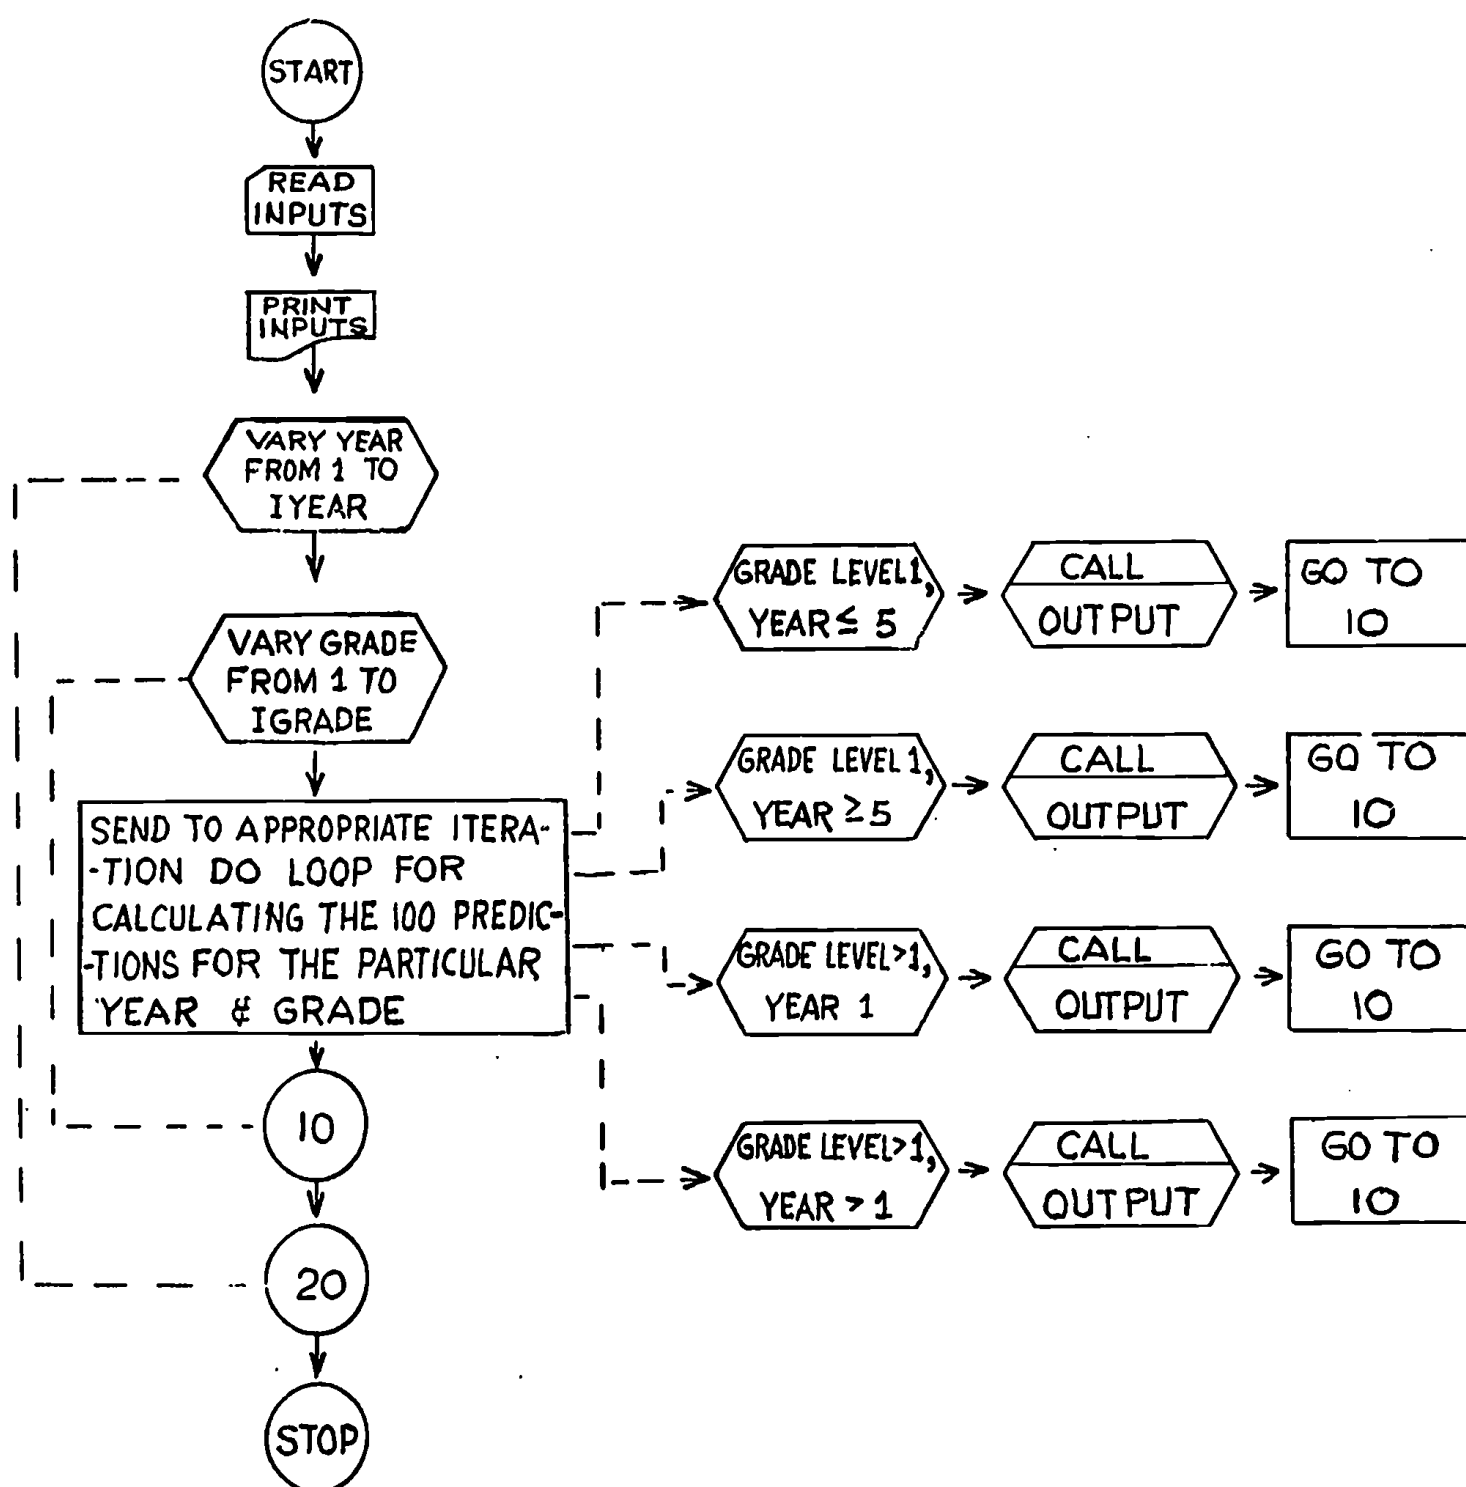 START
READ
INPUTS
PRINT
INPUTS
VARY YEAR
FROM 1 TO
IYEAR
VARY GRADE
FROM 1 TO
IGRADE
SEND TO APPROPRIATE ITERA-
-TION DO LOOP FOR
CALCULATING THE 100 PREDIC-
-TIONS FOR THE PARTICULAR
YEAR & GRADE
10
20
STOP
GRADE LEVEL 1,
YEAR ≤ 5
CALL
OUTPUT
GO TO
10
GRADE LEVEL 1,
YEAR ≥ 5
CALL
OUTPUT
GO TO
10
GRADE LEVEL>1,
YEAR 1
CALL
OUTPUT
GO TO
10
GRADE LEVEL>1,
YEAR > 1
CALL
OUTPUT
GO TO
10